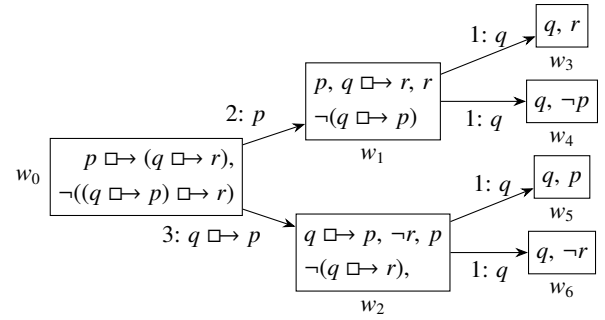 w₀
p □→ (q □→ r),
¬((q □→ p) □→ r)
2: p
3: q □→ p
p, q □→ r, r
¬(q □→ p)
w₁
q □→ p, ¬r, p
¬(q □→ r),
w₂
1: q
1: q
q, r
w₃
q, ¬p
w₄
1: q
1: q
q, p
w₅
q, ¬r
w₆